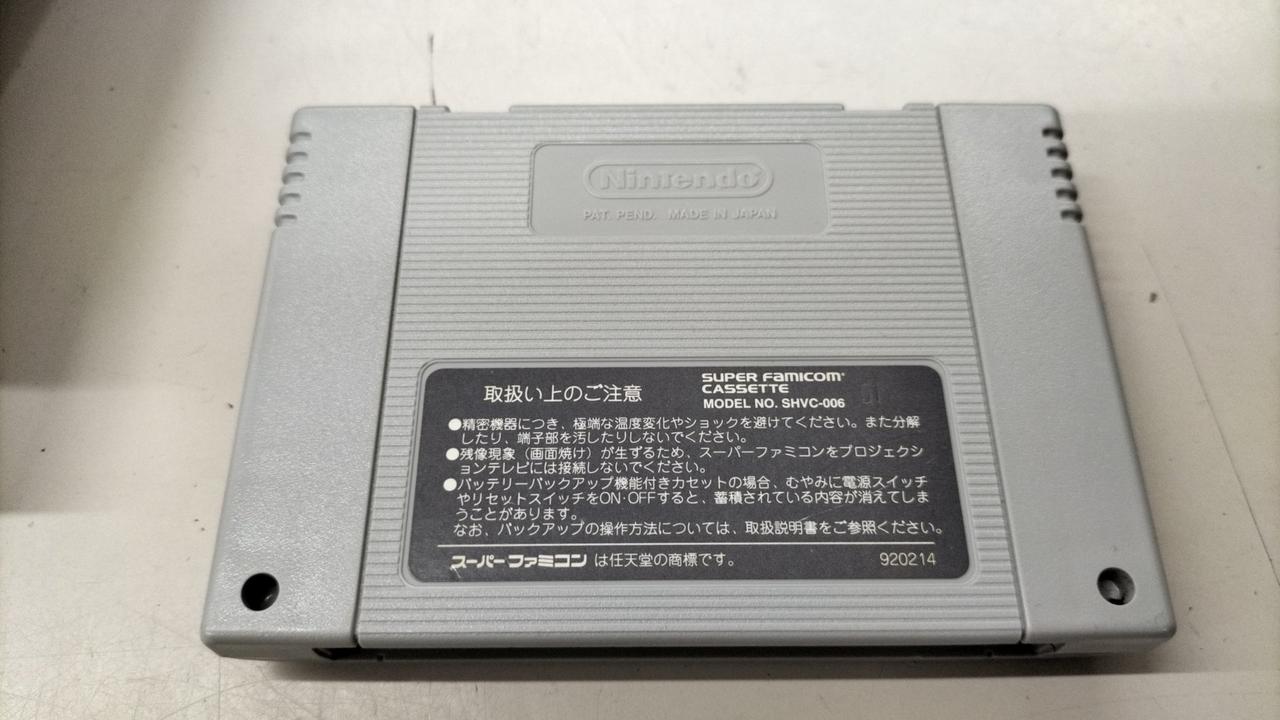 Nintendo
PAT. PEND. MADE IN JAPAN
取扱い上のご注意
SUPER FAMICOM
CASSETTE
MODEL NO. SHVC-006
●精密機器につき、極端な温度変化やショックを避けてください。また分解
したり、端子部を汚したりしないでください。
●残像現象（画面焼け）が生ずるため、スーパーファミコンをプロジェクシ
ョンテレビには接続しないでください。
●バッテリーバックアップ機能付きカセットの場合、むやみに電源スイッチ
やリセットスイッチをON·OFFすると、蓄積されている内容が消えてしま
うことがあります。
なお、バックアップの操作方法については、取扱説明書をご参照ください。
スーパーファミコン は任天堂の商標です。
920214